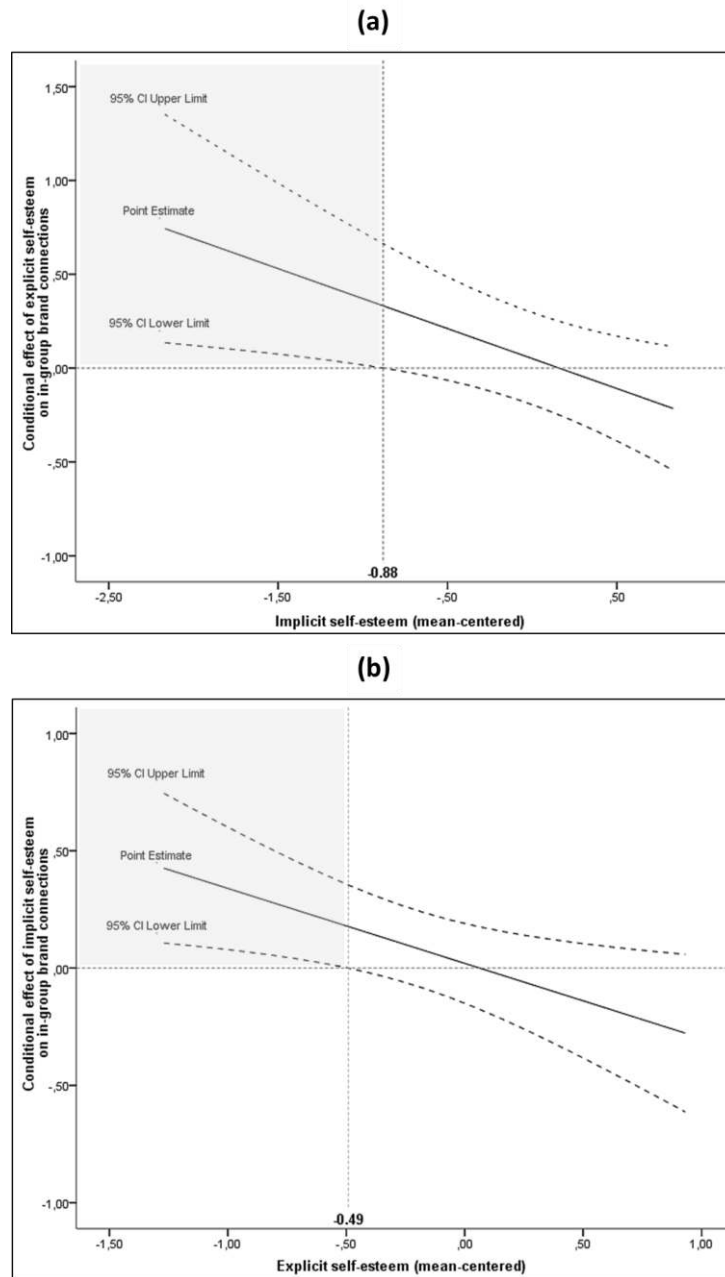 (a)
1,50
1,00
,50
,00
-,50
-1,00
Conditional effect of explicit self-esteem
on in-group brand connections
95% CI Upper Limit
Point Estimate
95% CI Lower Limit
-0.88
-2,50
-1,50
-,50
,50
Implicit self-esteem (mean-centered)
(b)
1,00
,50
,00
-,50
-1,00
Conditional effect of implicit self-esteem
on in-group brand connections
95% CI Upper Limit
Point Estimate
95% CI Lower Limit
-0.49
-1,50
-1,00
-,50
,00
,50
1,00
Explicit self-esteem (mean-centered)